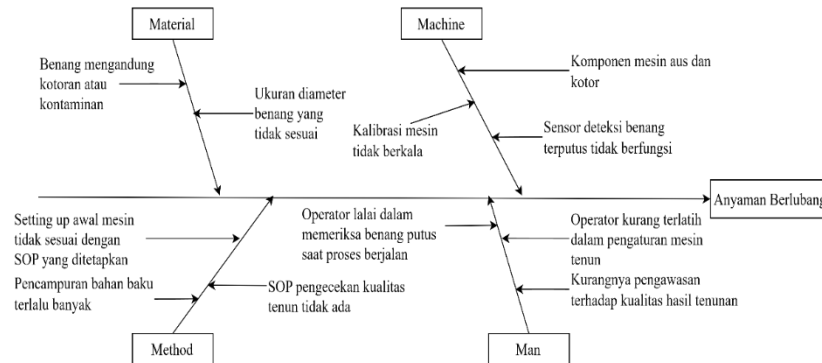 Material
Machine
Benang mengandung
kotoran atau
kontaminan
Ukuran diameter
benang yang
tidak sesuai
Komponen mesin aus dan
kotor
Kalibrasi mesin
tidak berkala
Sensor deteksi benang
terputus tidak berfungsi
Anyaman Berlubang
Setting up awal mesin
tidak sesuai dengan
SOP yang ditetapkan
Pencampuran bahan baku
terlalu banyak
SOP pengecekan kualitas
tenun tidak ada
Operator lalai dalam
memeriksa benang putus
saat proses berjalan
Operator kurang terlatih
dalam pengaturan mesin
tenun
Kurangnya pengawasan
terhadap kualitas hasil tenunan
Method
Man